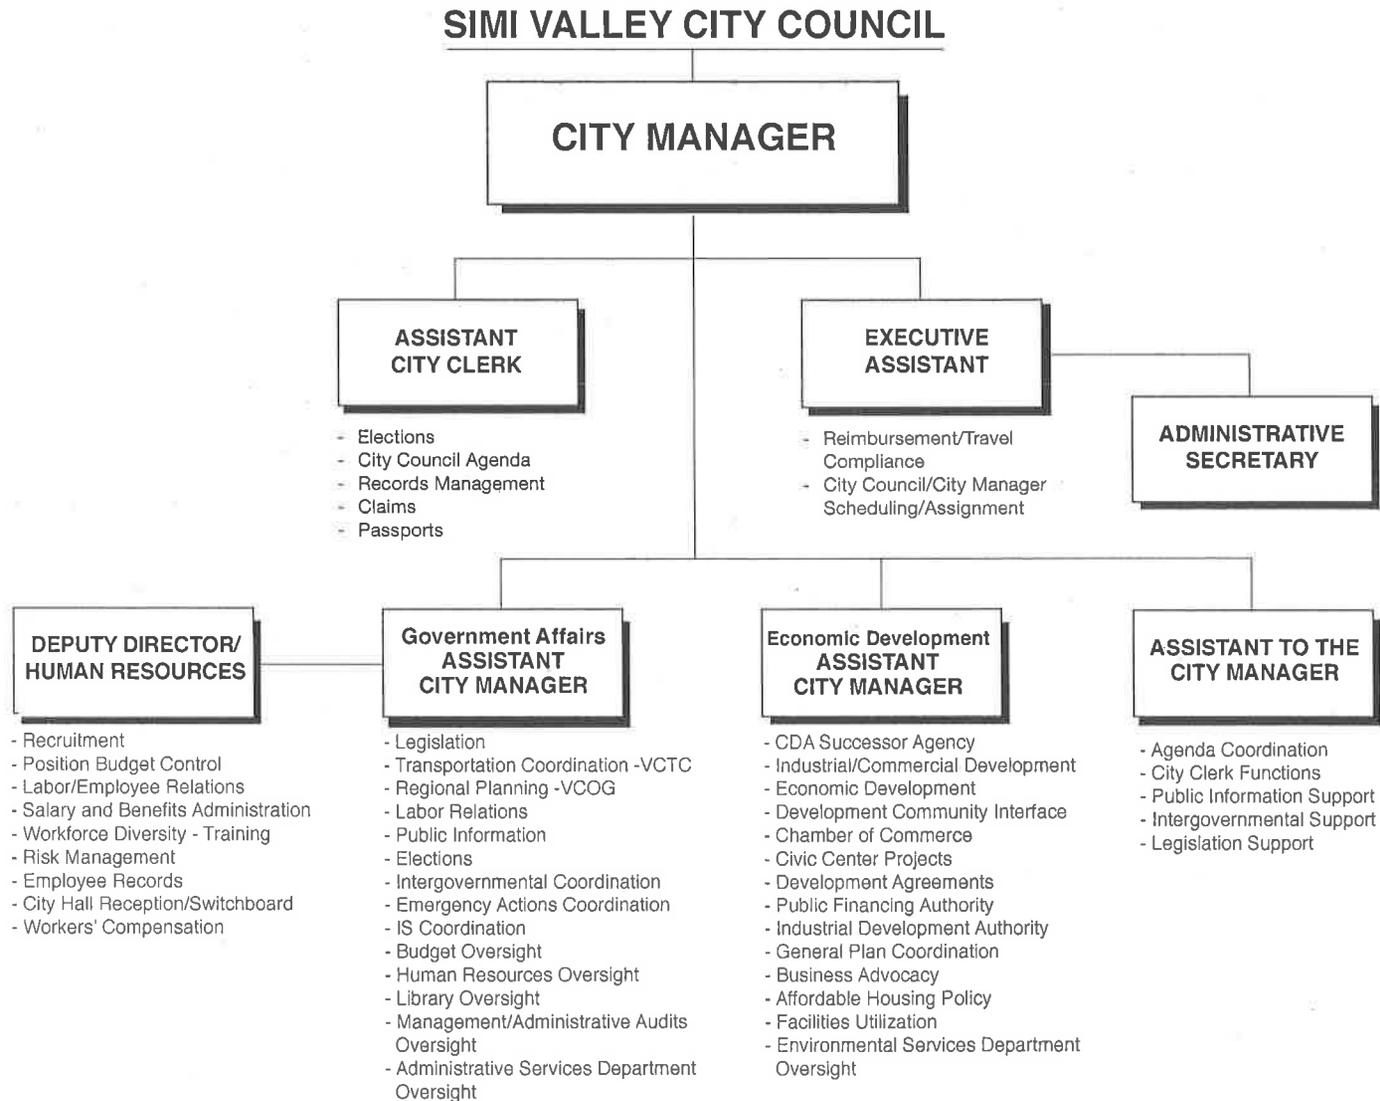 SIMI VALLEY CITY COUNCIL
CITY MANAGER
ASSISTANT
CITY CLERK
- Elections
- City Council Agenda
- Records Management
- Claims
- Passports
EXECUTIVE
ASSISTANT
- Reimbursement/Travel
Compliance
- City Council/City Manager
Scheduling/Assignment
ADMINISTRATIVE
SECRETARY
DEPUTY DIRECTOR/
HUMAN RESOURCES
- Recruitment
- Position Budget Control
- Labor/Employee Relations
- Salary and Benefits Administration
- Workforce Diversity - Training
- Risk Management
- Employee Records
- City Hall Reception/Switchboard
- Workers' Compensation
Government Affairs
ASSISTANT
CITY MANAGER
- Legislation
- Transportation Coordination -VCTC
- Regional Planning -VCOG
- Labor Relations
- Public Information
- Elections
- Intergovernmental Coordination
- Emergency Actions Coordination
- IS Coordination
- Budget Oversight
- Human Resources Oversight
- Library Oversight
- Management/Administrative Audits
Oversight
- Administrative Services Department
Oversight
Economic Development
ASSISTANT
CITY MANAGER
- CDA Successor Agency
- Industrial/Commercial Development
- Economic Development
- Development Community Interface
- Chamber of Commerce
- Civic Center Projects
- Development Agreements
- Public Financing Authority
- Industrial Development Authority
- General Plan Coordination
- Business Advocacy
- Affordable Housing Policy
- Facilities Utilization
- Environmental Services Department
Oversight
ASSISTANT TO THE
CITY MANAGER
- Agenda Coordination
- City Clerk Functions
- Public Information Support
- Intergovernmental Support
- Legislation Support